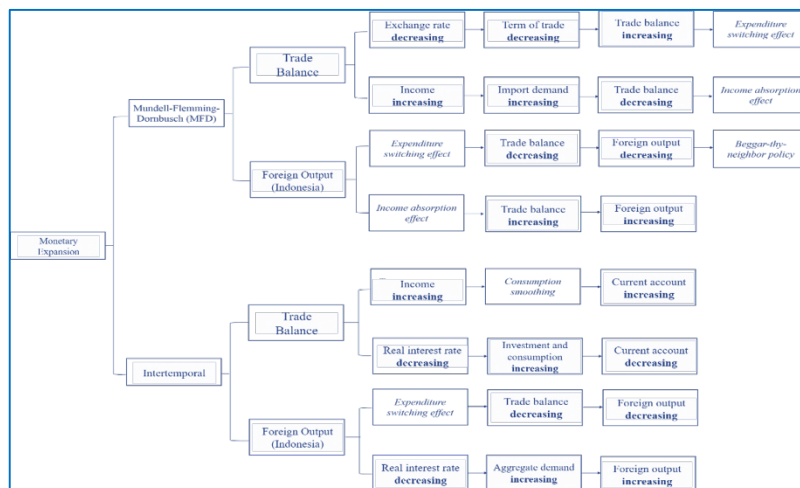 Exchange rate
decreasing
Term of trade
decreasing
Trade balance
increasing
Expenditure
switching effect
Trade
Balance
Income
increasing
Import demand
increasing
Trade balance
decreasing
Income absorption
effect
Mundell-Flemming-
Dornbusch (MFD)
Expenditure
switching effect
Trade balance
decreasing
Foreign output
decreasing
Beggar-thy-
neighbor policy
Foreign Output
(Indonesia)
Income absorption
effect
Trade balance
increasing
Foreign output
increasing
Monetary
Expansion
Income
increasing
Consumption
smoothing
Current account
increasing
Trade
Balance
Real interest rate
decreasing
Investment and
consumption
increasing
Current account
decreasing
Intertemporal
Expenditure
switching effect
Trade balance
decreasing
Foreign output
decreasing
Foreign Output
(Indonesia)
Real interest rate
decreasing
Aggregate demand
increasing
Foreign output
increasing